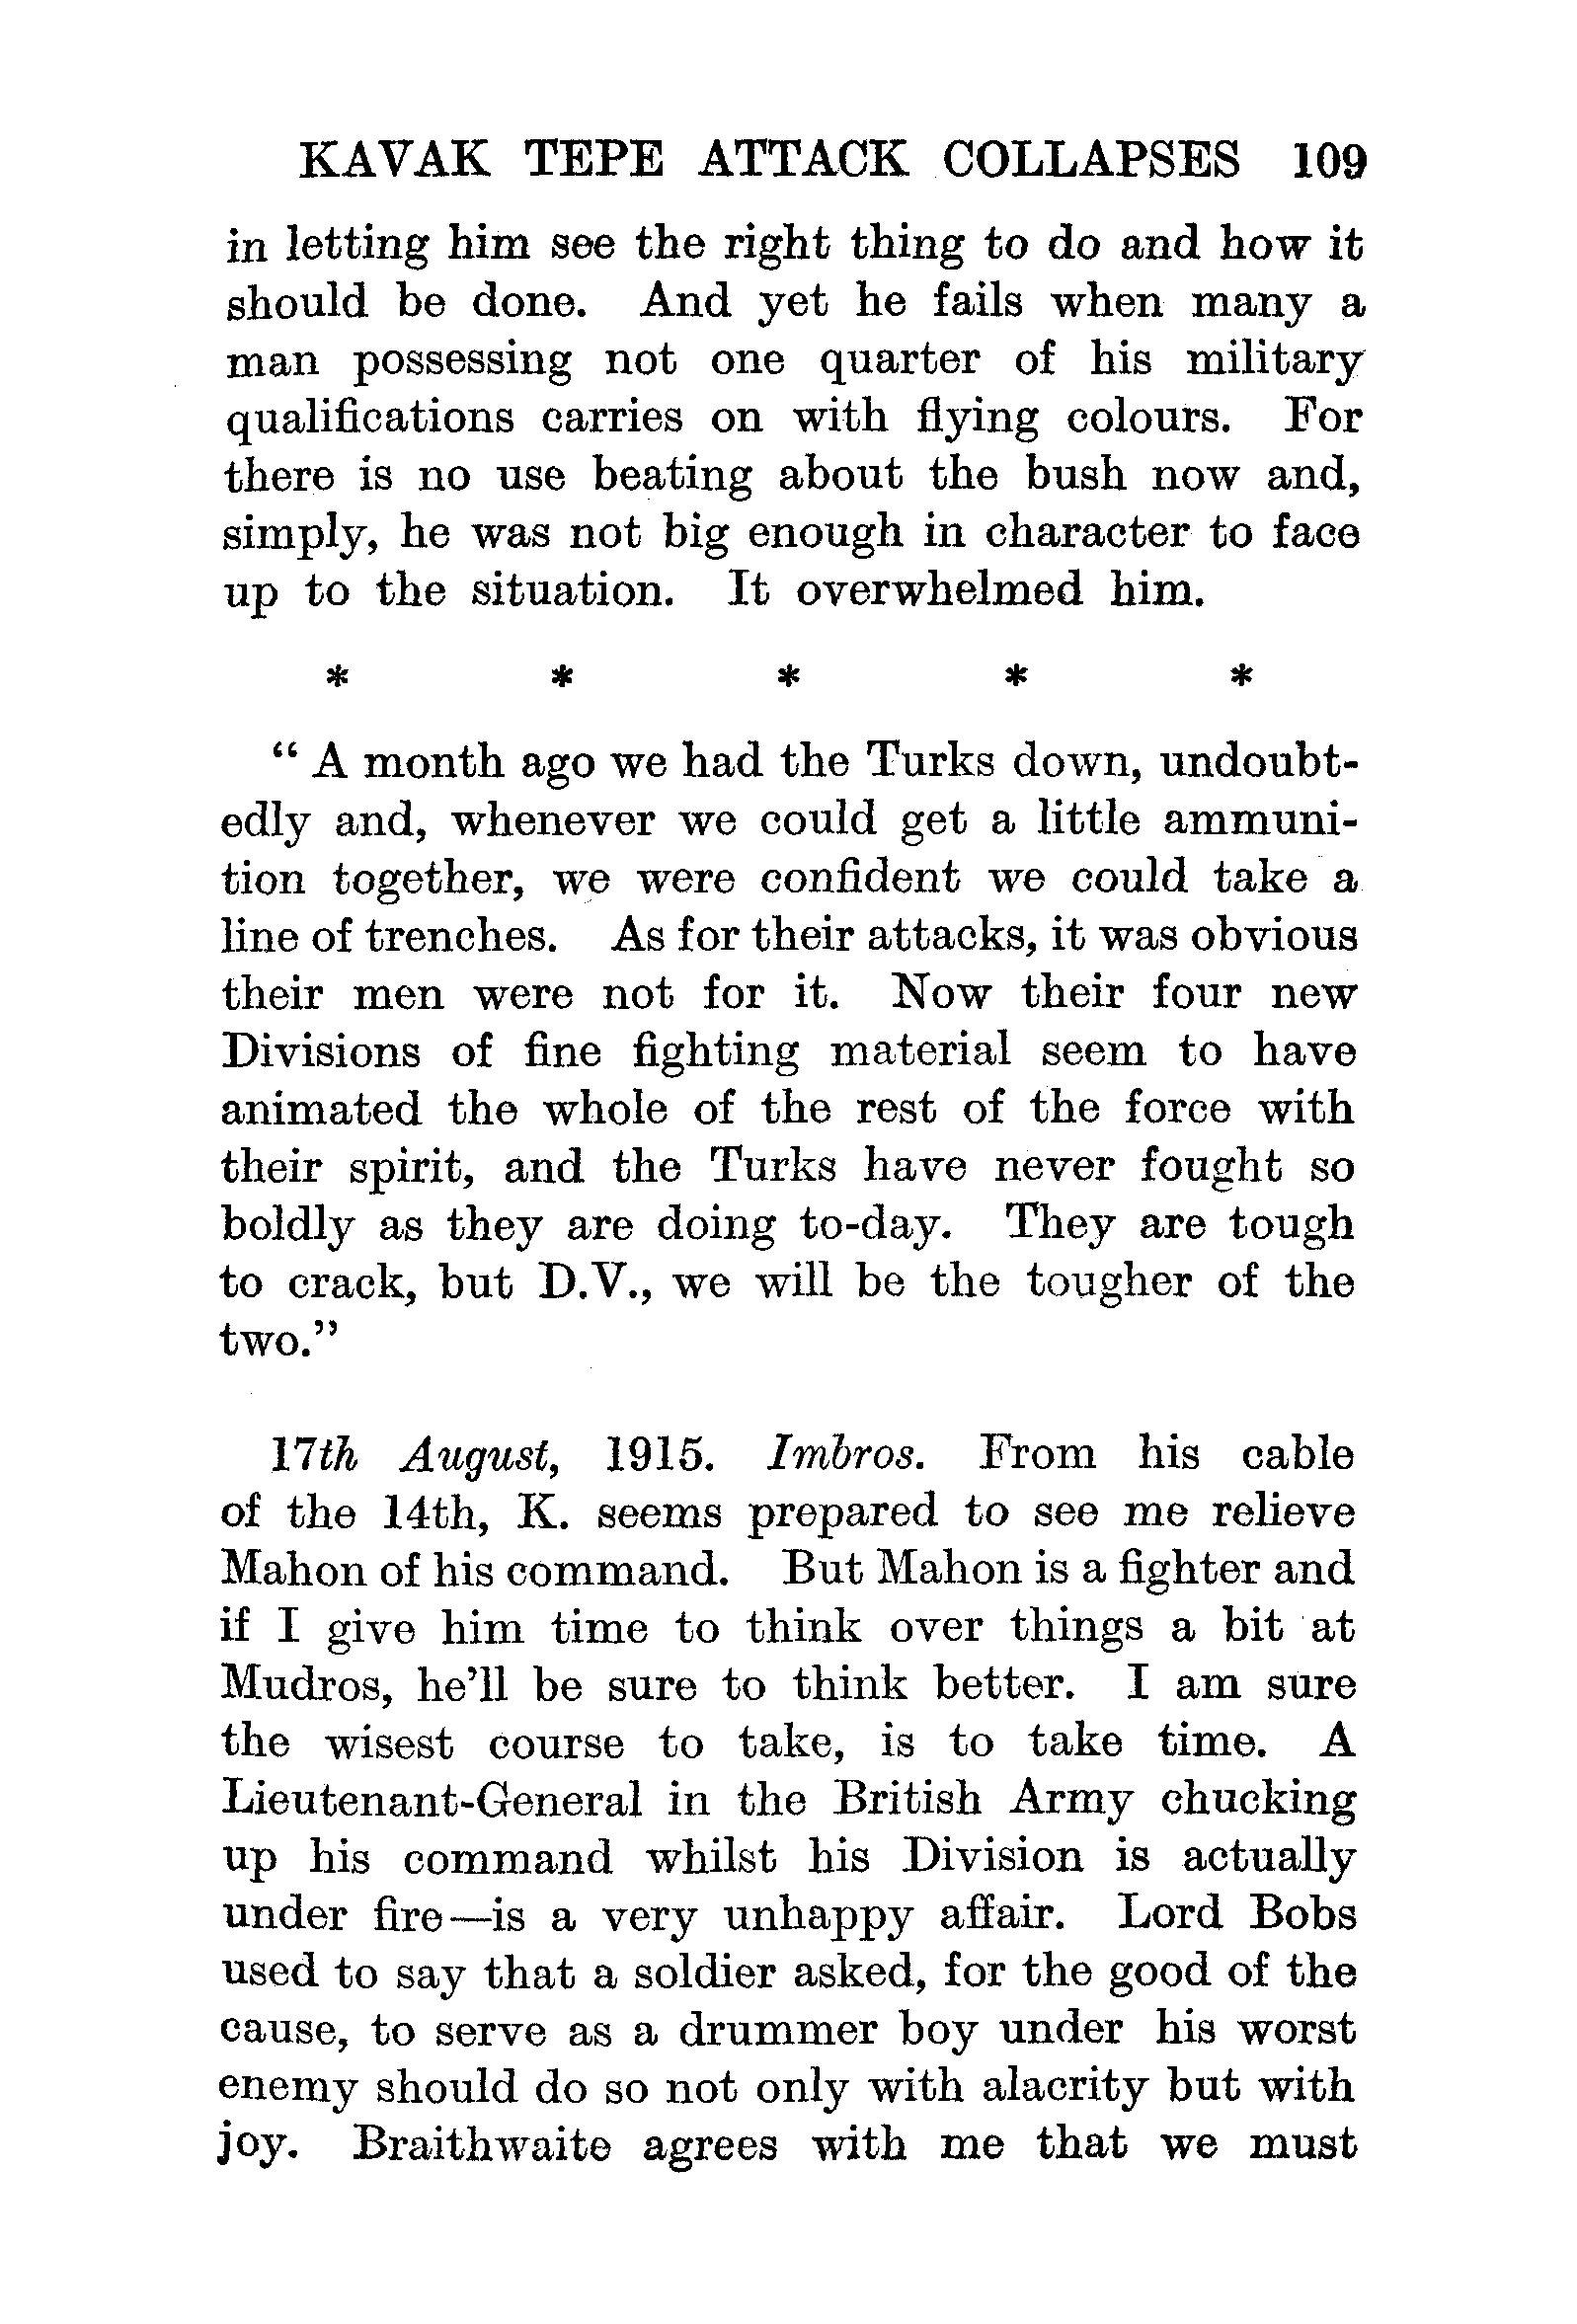 KAVAK TEPE ATTACK COLLAPSES 109
in letting him see the right thing to do and how it
should be done. And yet he fails when many a
man possessing not one quarter of his military
qualifications carries on with flying colours. For
there is no use beating about the bush now and,
simply, he was not big enough in character to face
up to the situation. It overwhelmed him.
* * * * *
“ A month ago we had the Turks down, undoubt-
edly and, whenever we could get a little ammuni-
tion together, we were confident we could take a
line of trenches. As for their attacks, it was obvious
their men were not for it. Now their four new
Divisions of fine fighting material seem to have
animated the whole of the rest of the force with
their spirit, and the Turks have never fought so
boldly as they are doing to-day. They are tough
to crack, but D.V., we will be the tougher of the
two.”
17th August, 1915. Imbros. From his cable
of the 14th, K. seems prepared to see me relieve
Mahon of his command. But Mahon is a fighter and
if I give him time to think over things a bit at
Mudros, he’ll be sure to think better. I am sure
the wisest course to take, is to take time. A
Lieutenant-General in the British Army chucking
up his command whilst his Division is actually
under fire—is a very unhappy affair. Lord Bobs
used to say that a soldier asked, for the good of the
cause, to serve as a drummer boy under his worst
enemy should do so not only with alacrity but with
joy. Braithwaite agrees with me that we must